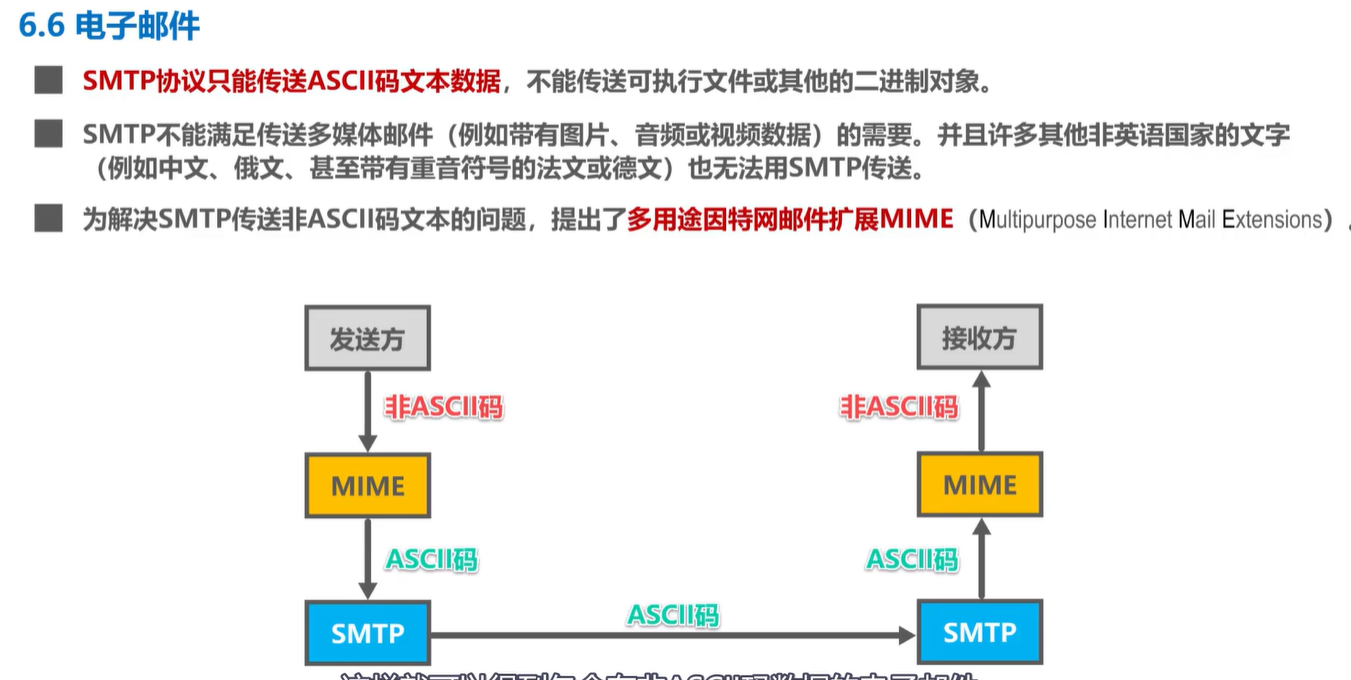 6.6 电子邮件
SMTP协议只能传送ASCII码文本数据，不能传送可执行文件或其他的二进制对象。
SMTP不能满足传送多媒体邮件（例如带有图片、音频或视频数据）的需要。并且许多其他非英语国家的文字
（例如中文、俄文、甚至带有重音符号的法文或德文）也无法用SMTP传送。
为解决SMTP传送非ASCII码文本的问题，提出了多用途因特网邮件扩展MIME（Multipurpose Internet Mail Extensions）。
发送方
接收方
非ASCII码
非ASCII码
MIME
MIME
ASCII码
ASCII码
ASCII码
SMTP
SMTP